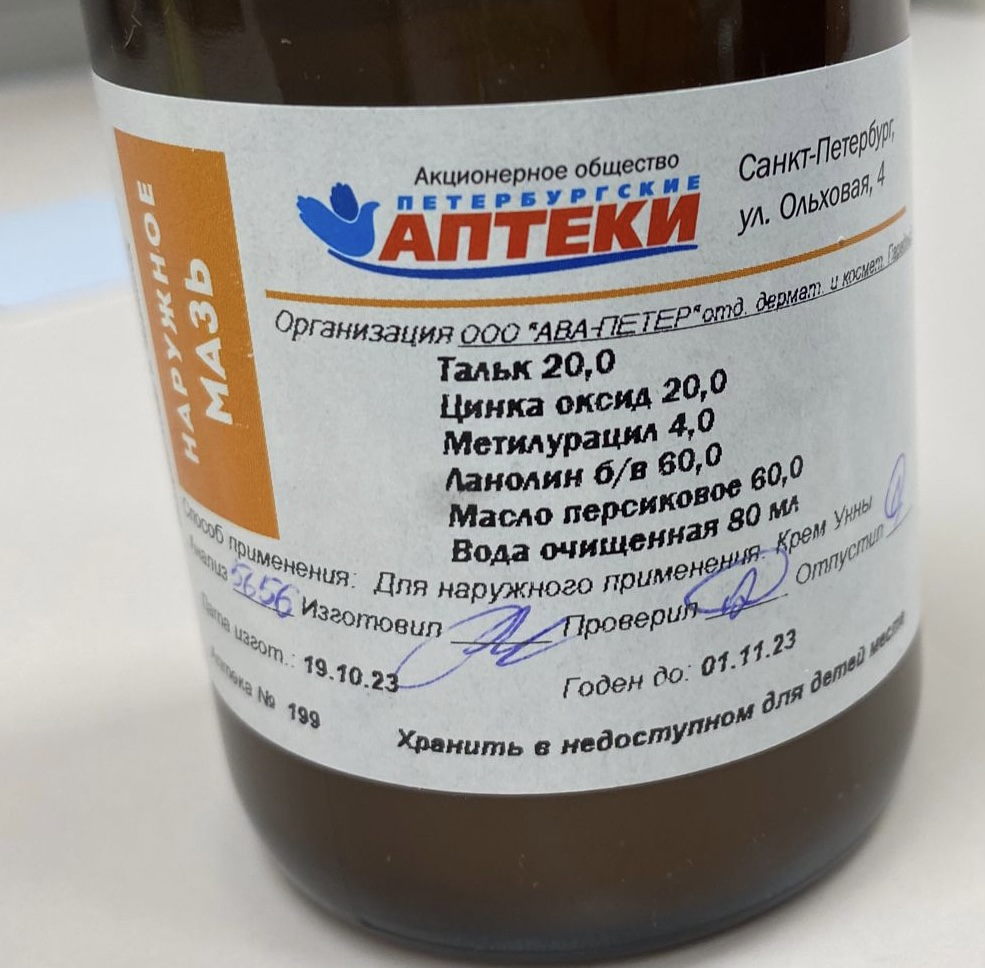 НАРУЖНОЕ
МАЗЬ
Акционерное общество
ПЕТЕРБУРГСКИЕ
АПТЕКИ
Санкт-Петербург,
ул. Ольховая, 4
Организация ООО "АВА-ПЕТЕР" отд. дермат. и космет.
Тальк 20,0
Цинка оксид 20,0
Метилурацил 4,0
Ланолин б/в 60,0
Масло персиковое 60,0
Вода очищенная 80 мл
Способ применения: Для наружного применения. Крем Унны
Анализ 5656 Изготовил Проверил Отпустил
Дата изгот.: 19.10.23 Годен до: 01.11.23
Аптека № 199
Хранить в недоступном для детей месте